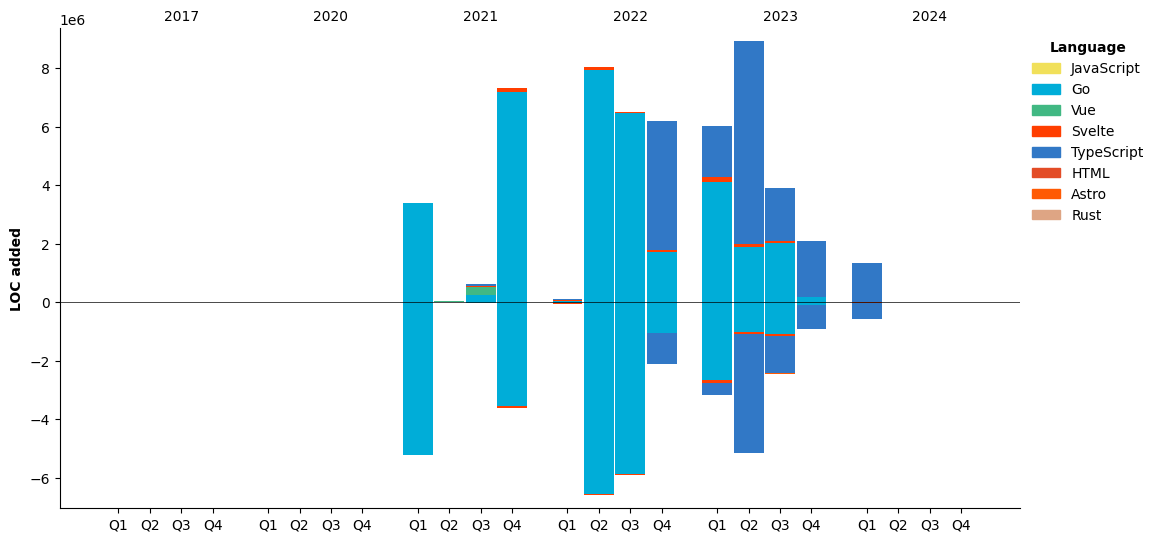 1e6
2017 2020 2021 2022 2023 2024
LOC added
8
6
4
2
0
−2
−4
−6
Q1 Q2 Q3 Q4 Q1 Q2 Q3 Q4 Q1 Q2 Q3 Q4 Q1 Q2 Q3 Q4 Q1 Q2 Q3 Q4 Q1 Q2 Q3 Q4
Language
JavaScript
Go
Vue
Svelte
TypeScript
HTML
Astro
Rust